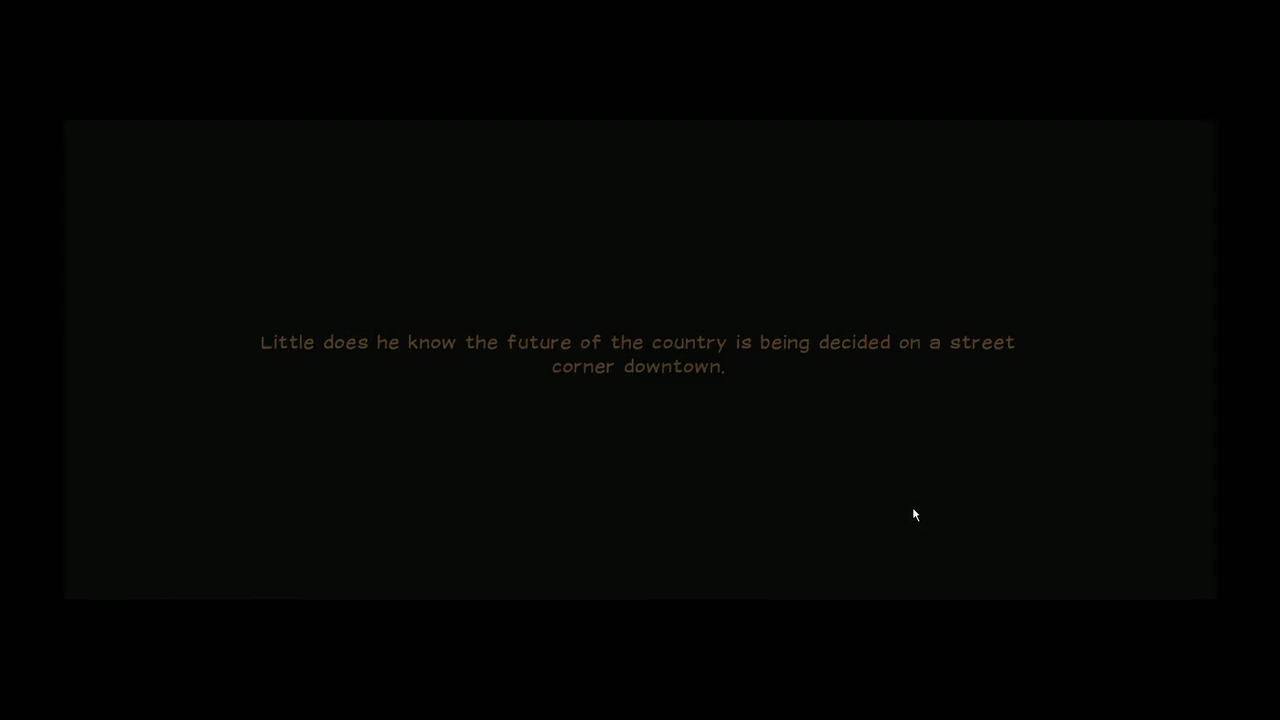 Little does he know the future of the country is being decided on a street
corner downtown.